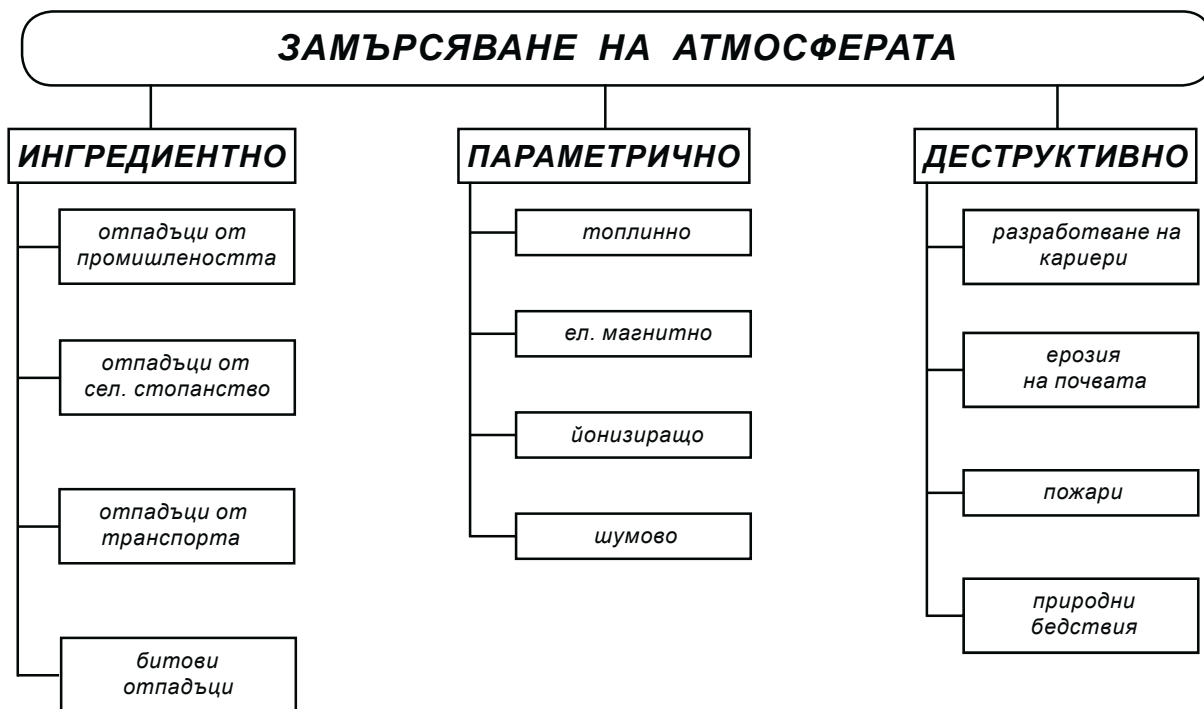 ЗАМЪРСЯВАНЕ НА АТМОСФЕРАТА
ИНГРЕДИЕНТНО
отпадъци от
промишлеността
отпадъци от
сел. стопанство
отпадъци от
транспорта
битови
отпадъци
ПАРАМЕТРИЧНО
топлинно
ел. магнитно
йонизиращо
шумово
ДЕСТРУКТИВНО
разработване на
кариери
ерозия
на почвата
пожари
природни
бедствия